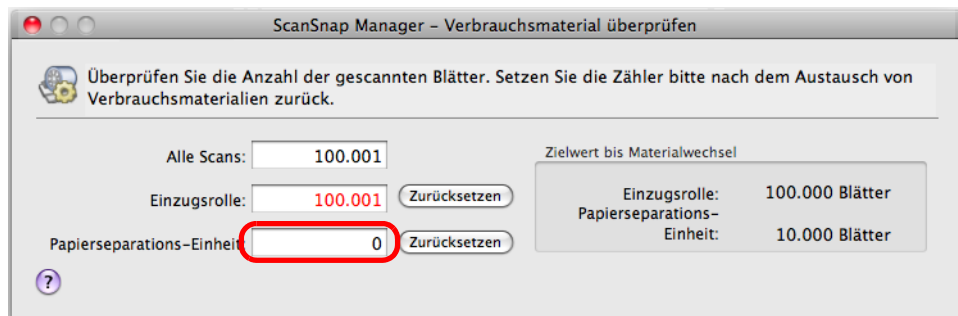 ScanSnap Manager – Verbrauchsmaterial überprüfen
Überprüfen Sie die Anzahl der gescannten Blätter. Setzen Sie die Zähler bitte nach dem Austausch von
Verbrauchsmaterialien zurück.
Alle Scans: 100.001
Einzugsrolle: 100.001 Zurücksetzen
Papierseparations-Einheit: 0 Zurücksetzen
Zielwert bis Materialwechsel
Einzugsrolle: 100.000 Blätter
Papierseparations-
Einheit: 10.000 Blätter
?